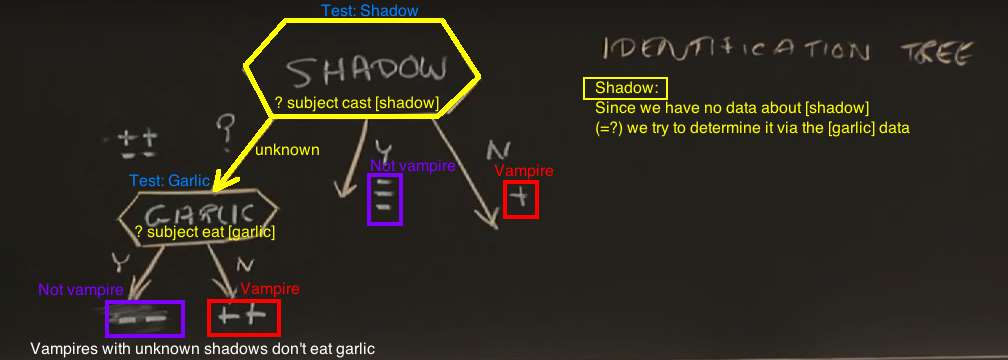 Test: Shadow
SHADOW
? subject cast [shadow]
IDENTIFICATION TREE
Shadow:
Since we have no data about [shadow]
(=?) we try to determine it via the [garlic] data
++
--
?
unknown
Y
N
Not vampire
Vampire
---
+
Test: Garlic
GARLIC
? subject eat [garlic]
Y
N
Not vampire
Vampire
--
++
Vampires with unknown shadows don't eat garlic